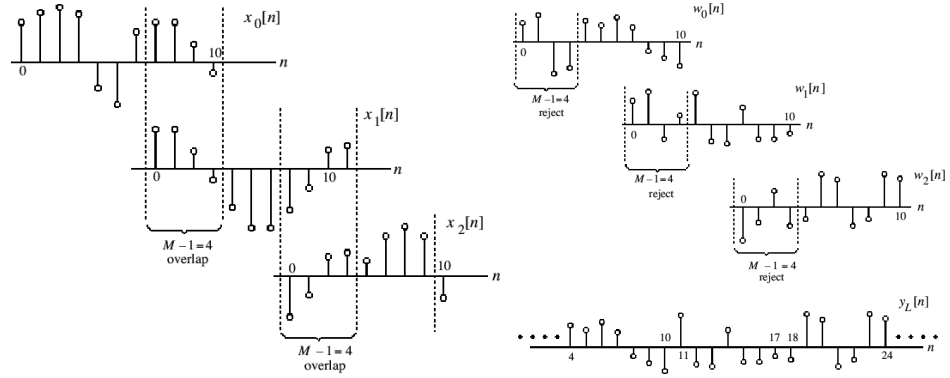 x0[n]
10
0
n
x1[n]
0
10
n
M – 1 = 4
overlap
x2[n]
0
10
n
M – 1 = 4
overlap
w0[n]
0
10
n
M – 1 = 4
reject
w1[n]
0
10
n
M – 1 = 4
reject
w2[n]
0
10
n
M – 1 = 4
reject
yL[n]
4
10
11
17
18
24
n